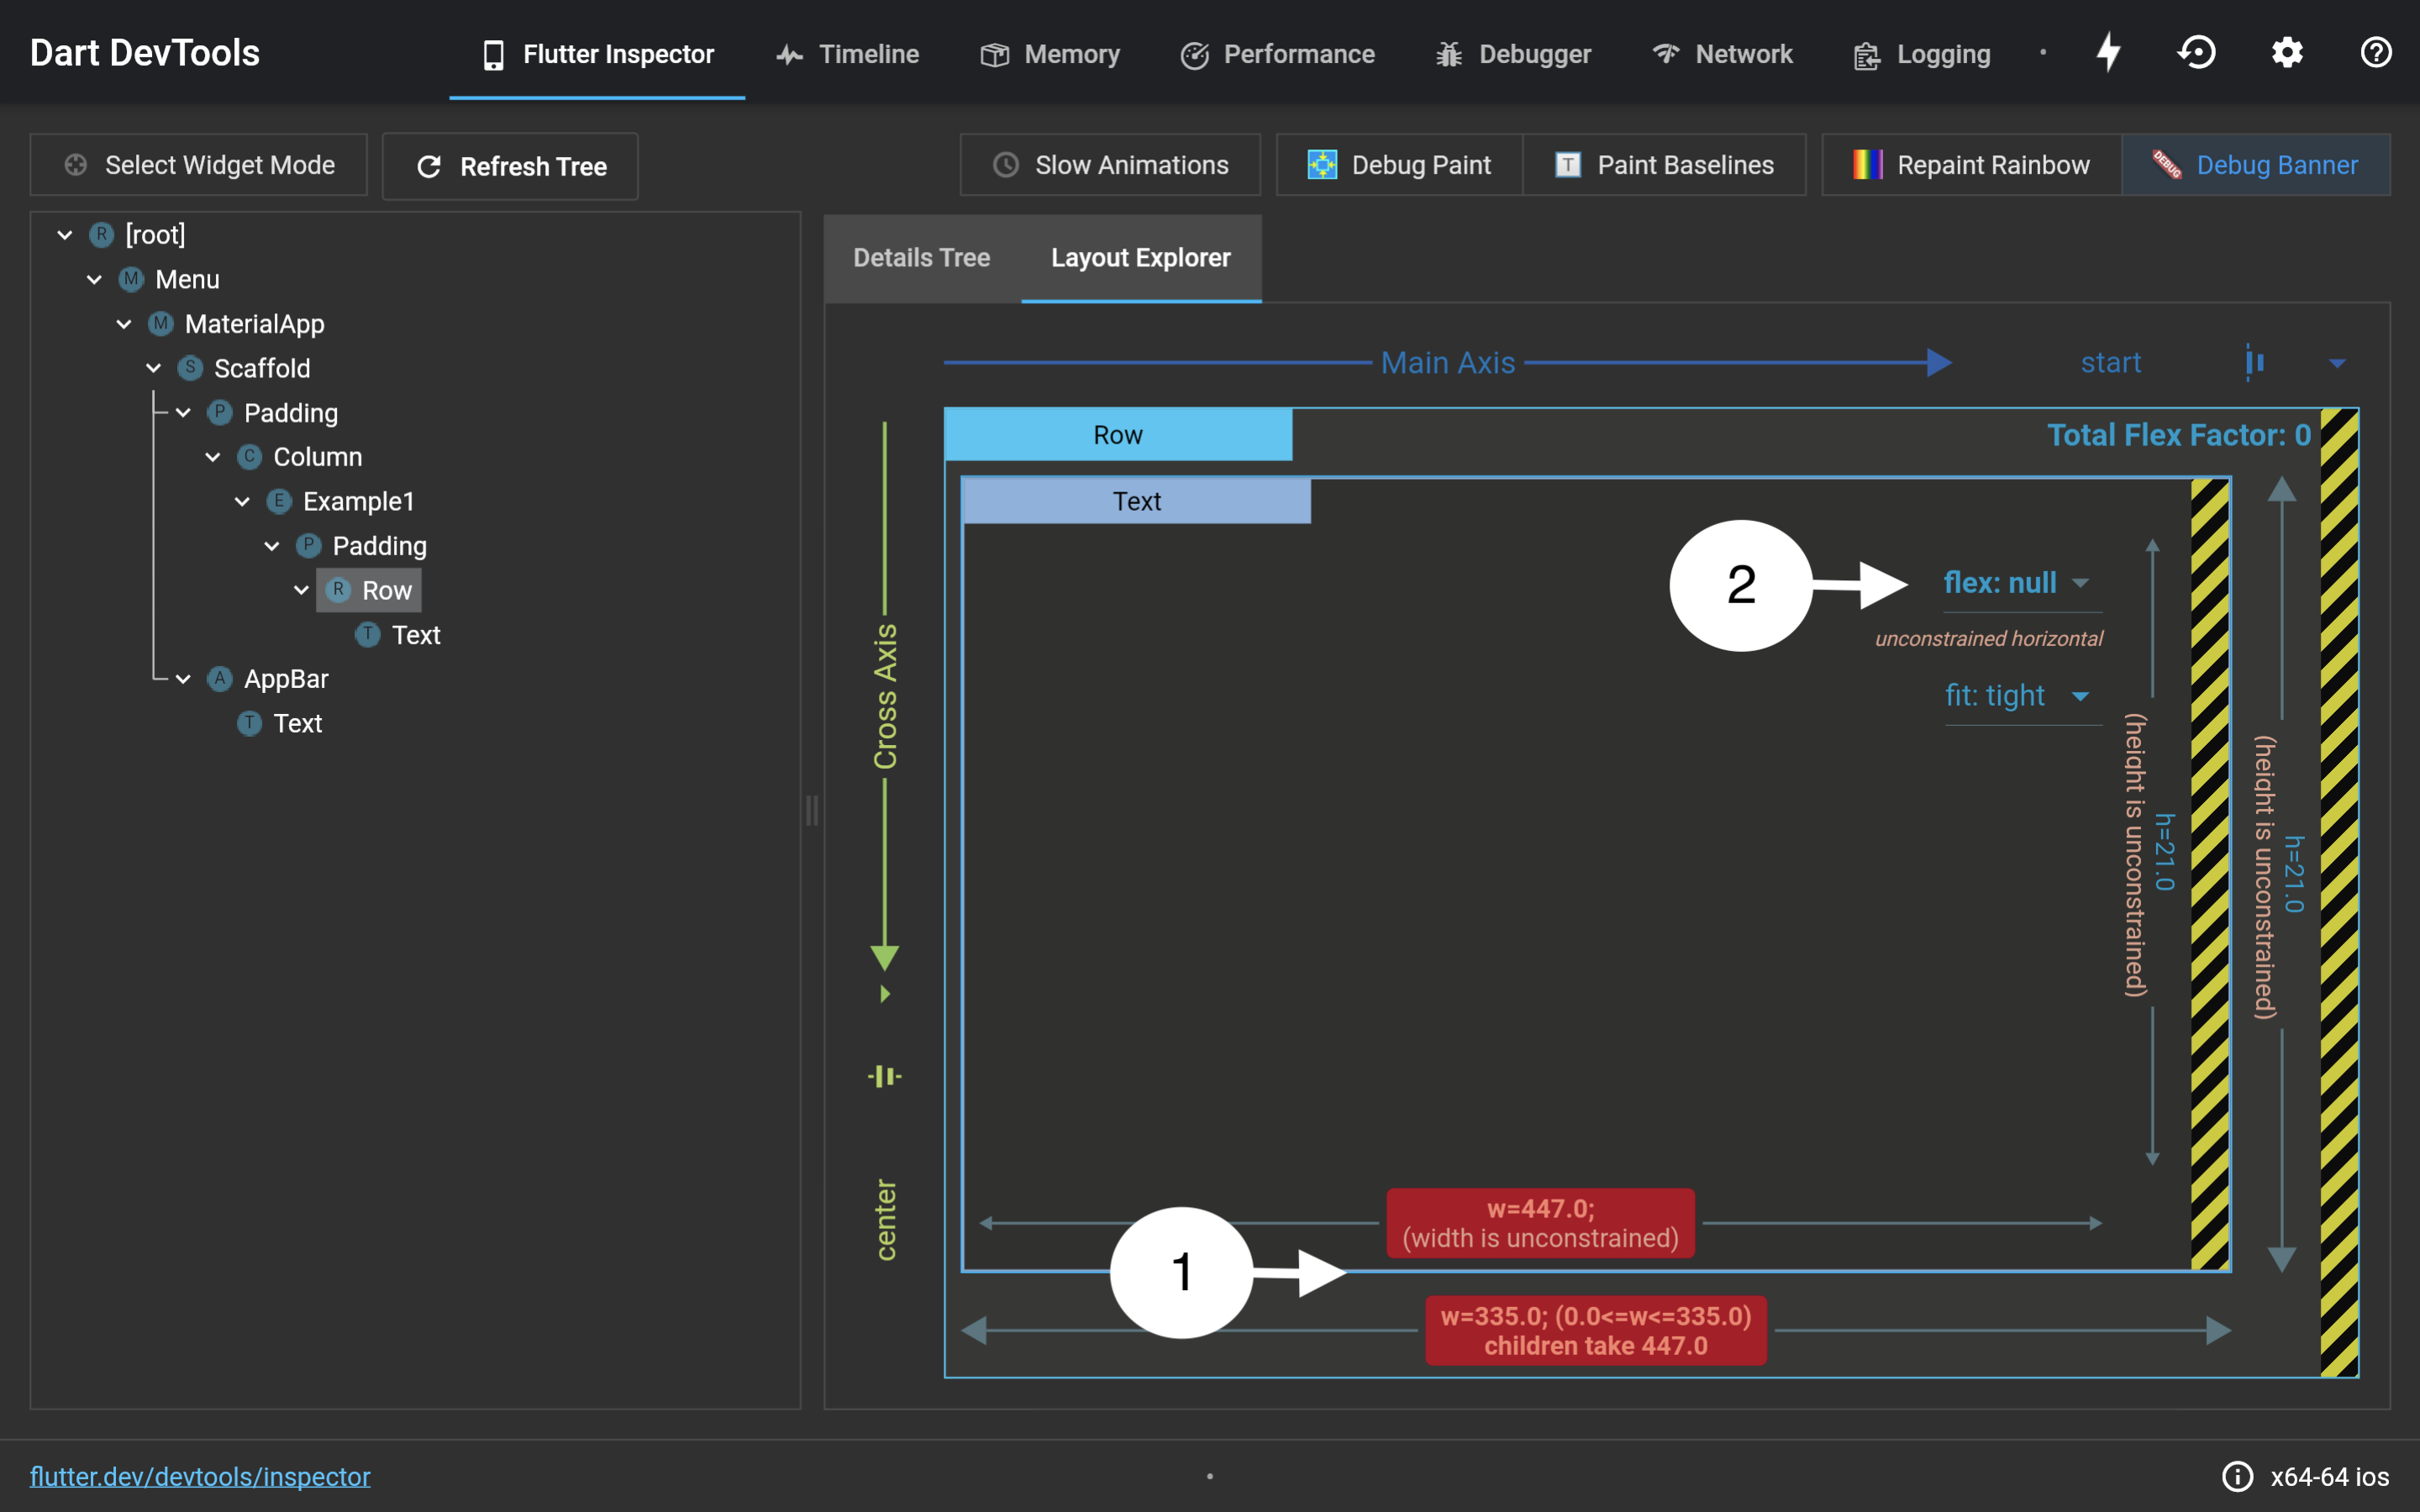 Dart DevTools
Flutter Inspector
Timeline
Memory
Performance
Debugger
Network
Logging
Select Widget Mode
Refresh Tree
Slow Animations
Debug Paint
Paint Baselines
Repaint Rainbow
DEBUG
Debug Banner
R [root]
M Menu
M MaterialApp
S Scaffold
P Padding
C Column
E Example1
P Padding
R Row
T Text
A AppBar
T Text
Details Tree
Layout Explorer
Main Axis
start
Cross Axis
center
Row
Total Flex Factor: 0
Text
2
flex: null
unconstrained horizontal
fit: tight
h=21.0
(height is unconstrained)
h=21.0
(height is unconstrained)
w=447.0;
(width is unconstrained)
1
w=335.0; (0.0<=w<=335.0)
children take 447.0
flutter.dev/devtools/inspector
x64-64 ios